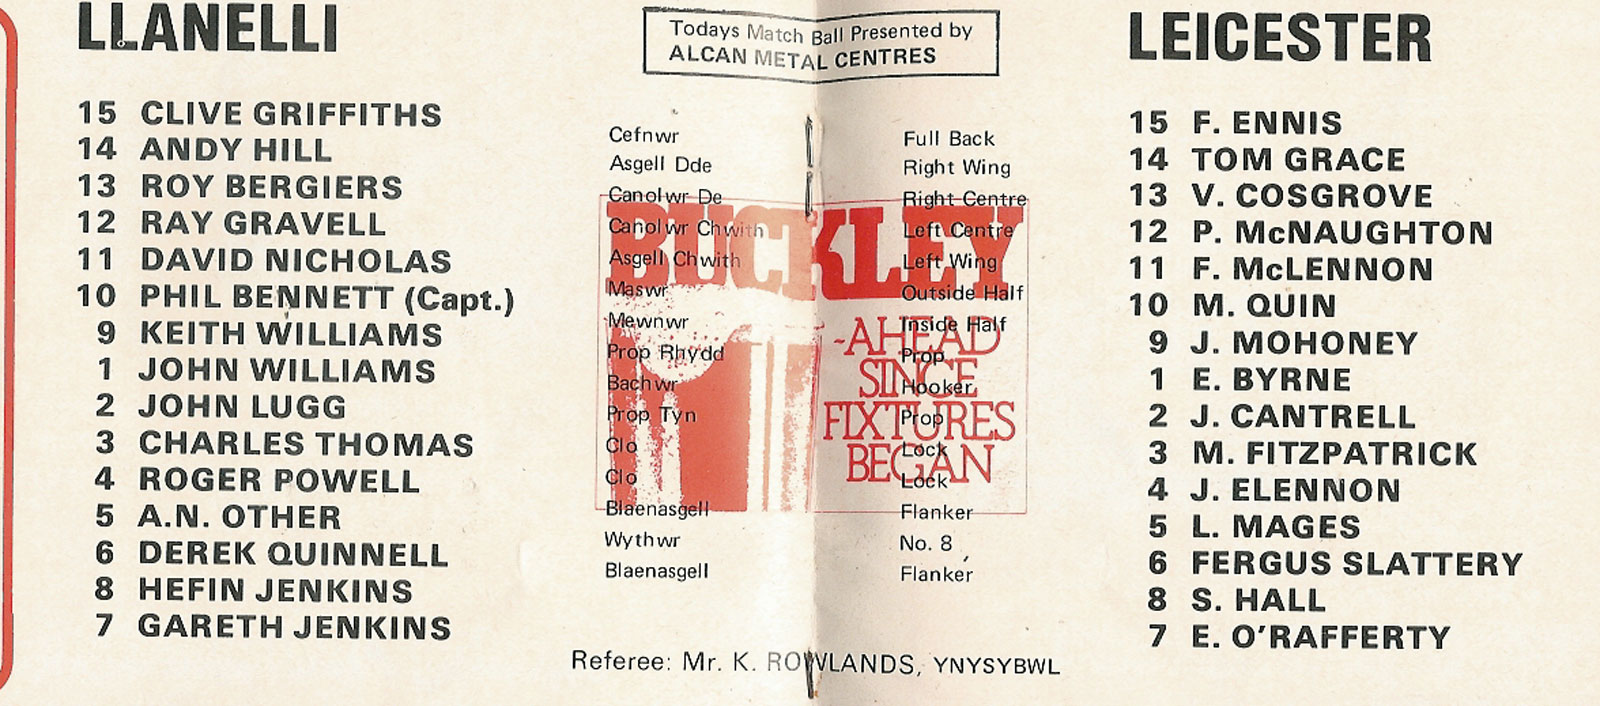 LLANELLI
15 CLIVE GRIFFITHS
14 ANDY HILL
13 ROY BERGIERS
12 RAY GRAVELL
11 DAVID NICHOLAS
10 PHIL BENNETT (Capt.)
9 KEITH WILLIAMS
1 JOHN WILLIAMS
2 JOHN LUGG
3 CHARLES THOMAS
4 ROGER POWELL
5 A.N. OTHER
6 DEREK QUINNELL
8 HEFIN JENKINS
7 GARETH JENKINS
Todays Match Ball Presented by
ALCAN METAL CENTRES
Cefnwr
Asgell Dde
Canolwr De
Canolwr Chwith
Asgell Chwith
Maswr
Mewnwr
Prop Rhydd
Bachwr
Prop Tyn
Clo
Clo
Blaenasgell
Wythwr
Blaenasgell
BUCKLEY
-AHEAD
SINCE
FIXTURES
BEGAN
Full Back
Right Wing
Right Centre
Left Centre
Left Wing
Outside Half
Inside Half
Prop
Hooker
Prop
Lock
Lock
Flanker
No. 8
Flanker
Referee: Mr. K. ROWLANDS, YNYSYBWL
LEICESTER
15 F. ENNIS
14 TOM GRACE
13 V. COSGROVE
12 P. McNAUGHTON
11 F. McLENNON
10 M. QUIN
9 J. MOHONEY
1 E. BYRNE
2 J. CANTRELL
3 M. FITZPATRICK
4 J. ELENNON
5 L. MAGES
6 FERGUS SLATTERY
8 S. HALL
7 E. O'RAFFERTY